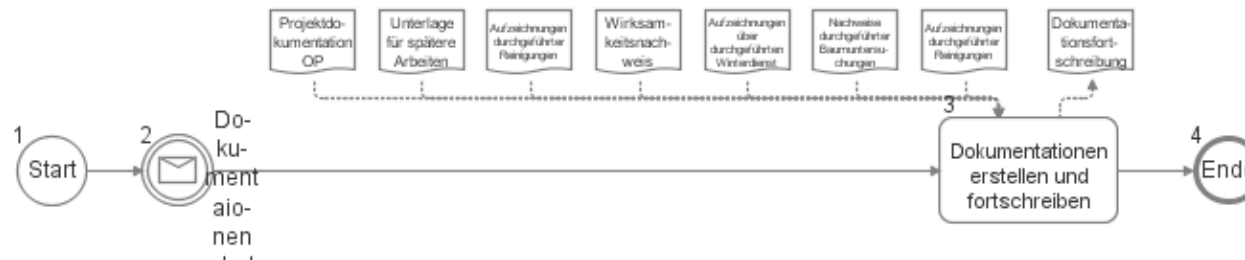 Projektdo-
kumentation
OP
Unterlage
für spätere
Arbeiten
Aufzeichnungen
durchgeführter
Reinigungen
Wirksam-
keitsnach-
weis
Aufzeichnungen
über
durchgeführten
Winterdienst
Nachweise
durchgeführter
Baumuntersu-
chungen
Aufzeichnungen
durchgeführter
Reinigungen
Dokumenta-
tionsfort-
schreibung
1
Start
2
Do-
ku-
ment
aio-
nen
3
Dokumentationen
erstellen und
fortschreiben
4